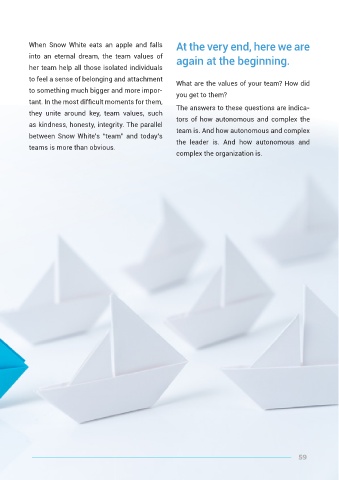 When Snow White eats an apple and falls
into an eternal dream, the team values of
her team help all those isolated individuals
to feel a sense of belonging and attachment
to something much bigger and more impor-
tant. In the most difficult moments for them,
they unite around key, team values, such
as kindness, honesty, integrity. The parallel
between Snow White's "team" and today's
teams is more than obvious.
At the very end, here we are
again at the beginning.
What are the values of your team? How did
you get to them?
The answers to these questions are indica-
tors of how autonomous and complex the
team is. And how autonomous and complex
the leader is. And how autonomous and
complex the organization is.
59